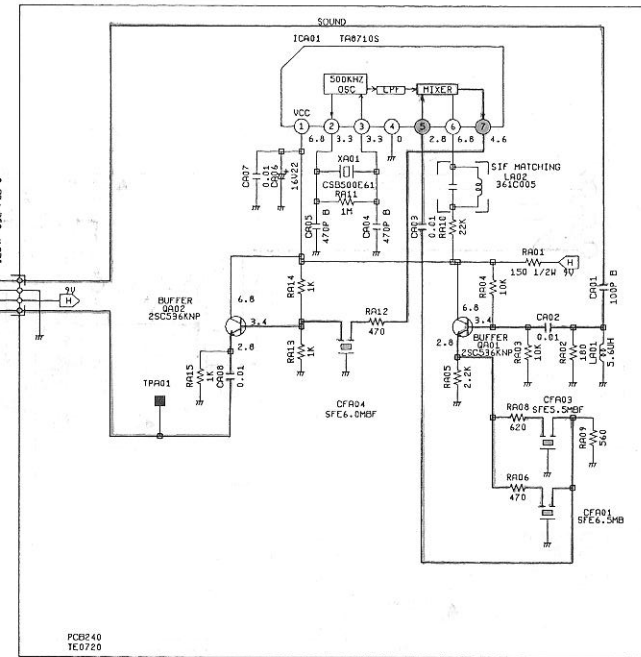 SOUND
ICA01 TA8710S
500KHZ
OSC
LPF
MIXER
VCC
1 2 3 4 5 6 7
6.8 3.3 3.3 0 2.8 6.8 4.6
CA07
0.01
CA06
16V22
XA01
CSB500E61
RA11
1M
CA05
470P B
CA04
470P B
CA03
0.01
RA10
22K
SIF MATCHING
LA02
361C005
RA01
150 1/2W 9V
H
CA01
100P B
9V
H
BUFFER
QA02
2SC536KNP
6.8
3.4
2.8
RA14
1K
RA12
470
RA13
1K
RA15
1K
CA08
0.01
TPA01
CFA04
SFE6.0MBF
RA04
10K
6.8
3.4
2.8
BUFFER
QA01
2SC536KNP
CA02
0.01
RA03
10K
RA02
180
LA01
5.6UH
RA05
2.2K
CFA03
SFE5.5MBF
RA08
620
RA09
560
RA06
470
CFA01
SFE6.5MB
PCB240
TE0720